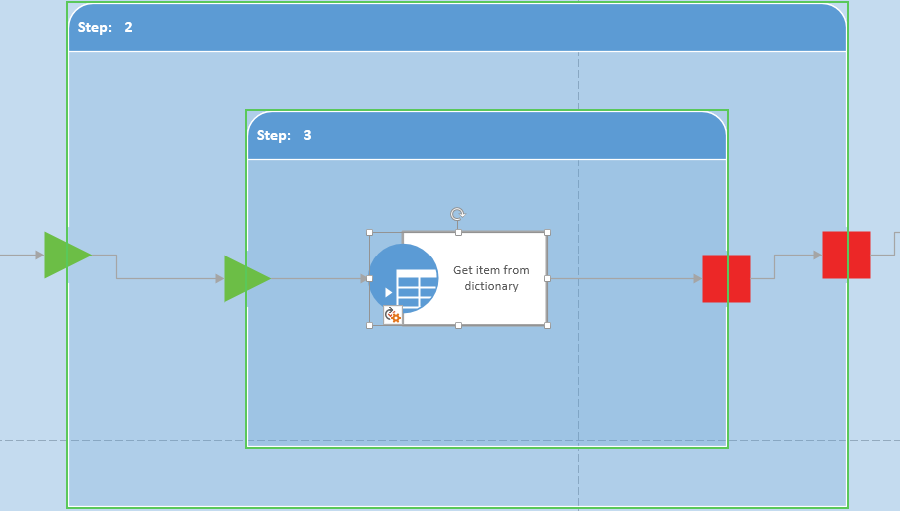 Step: 2
Step: 3
Get item from
dictionary